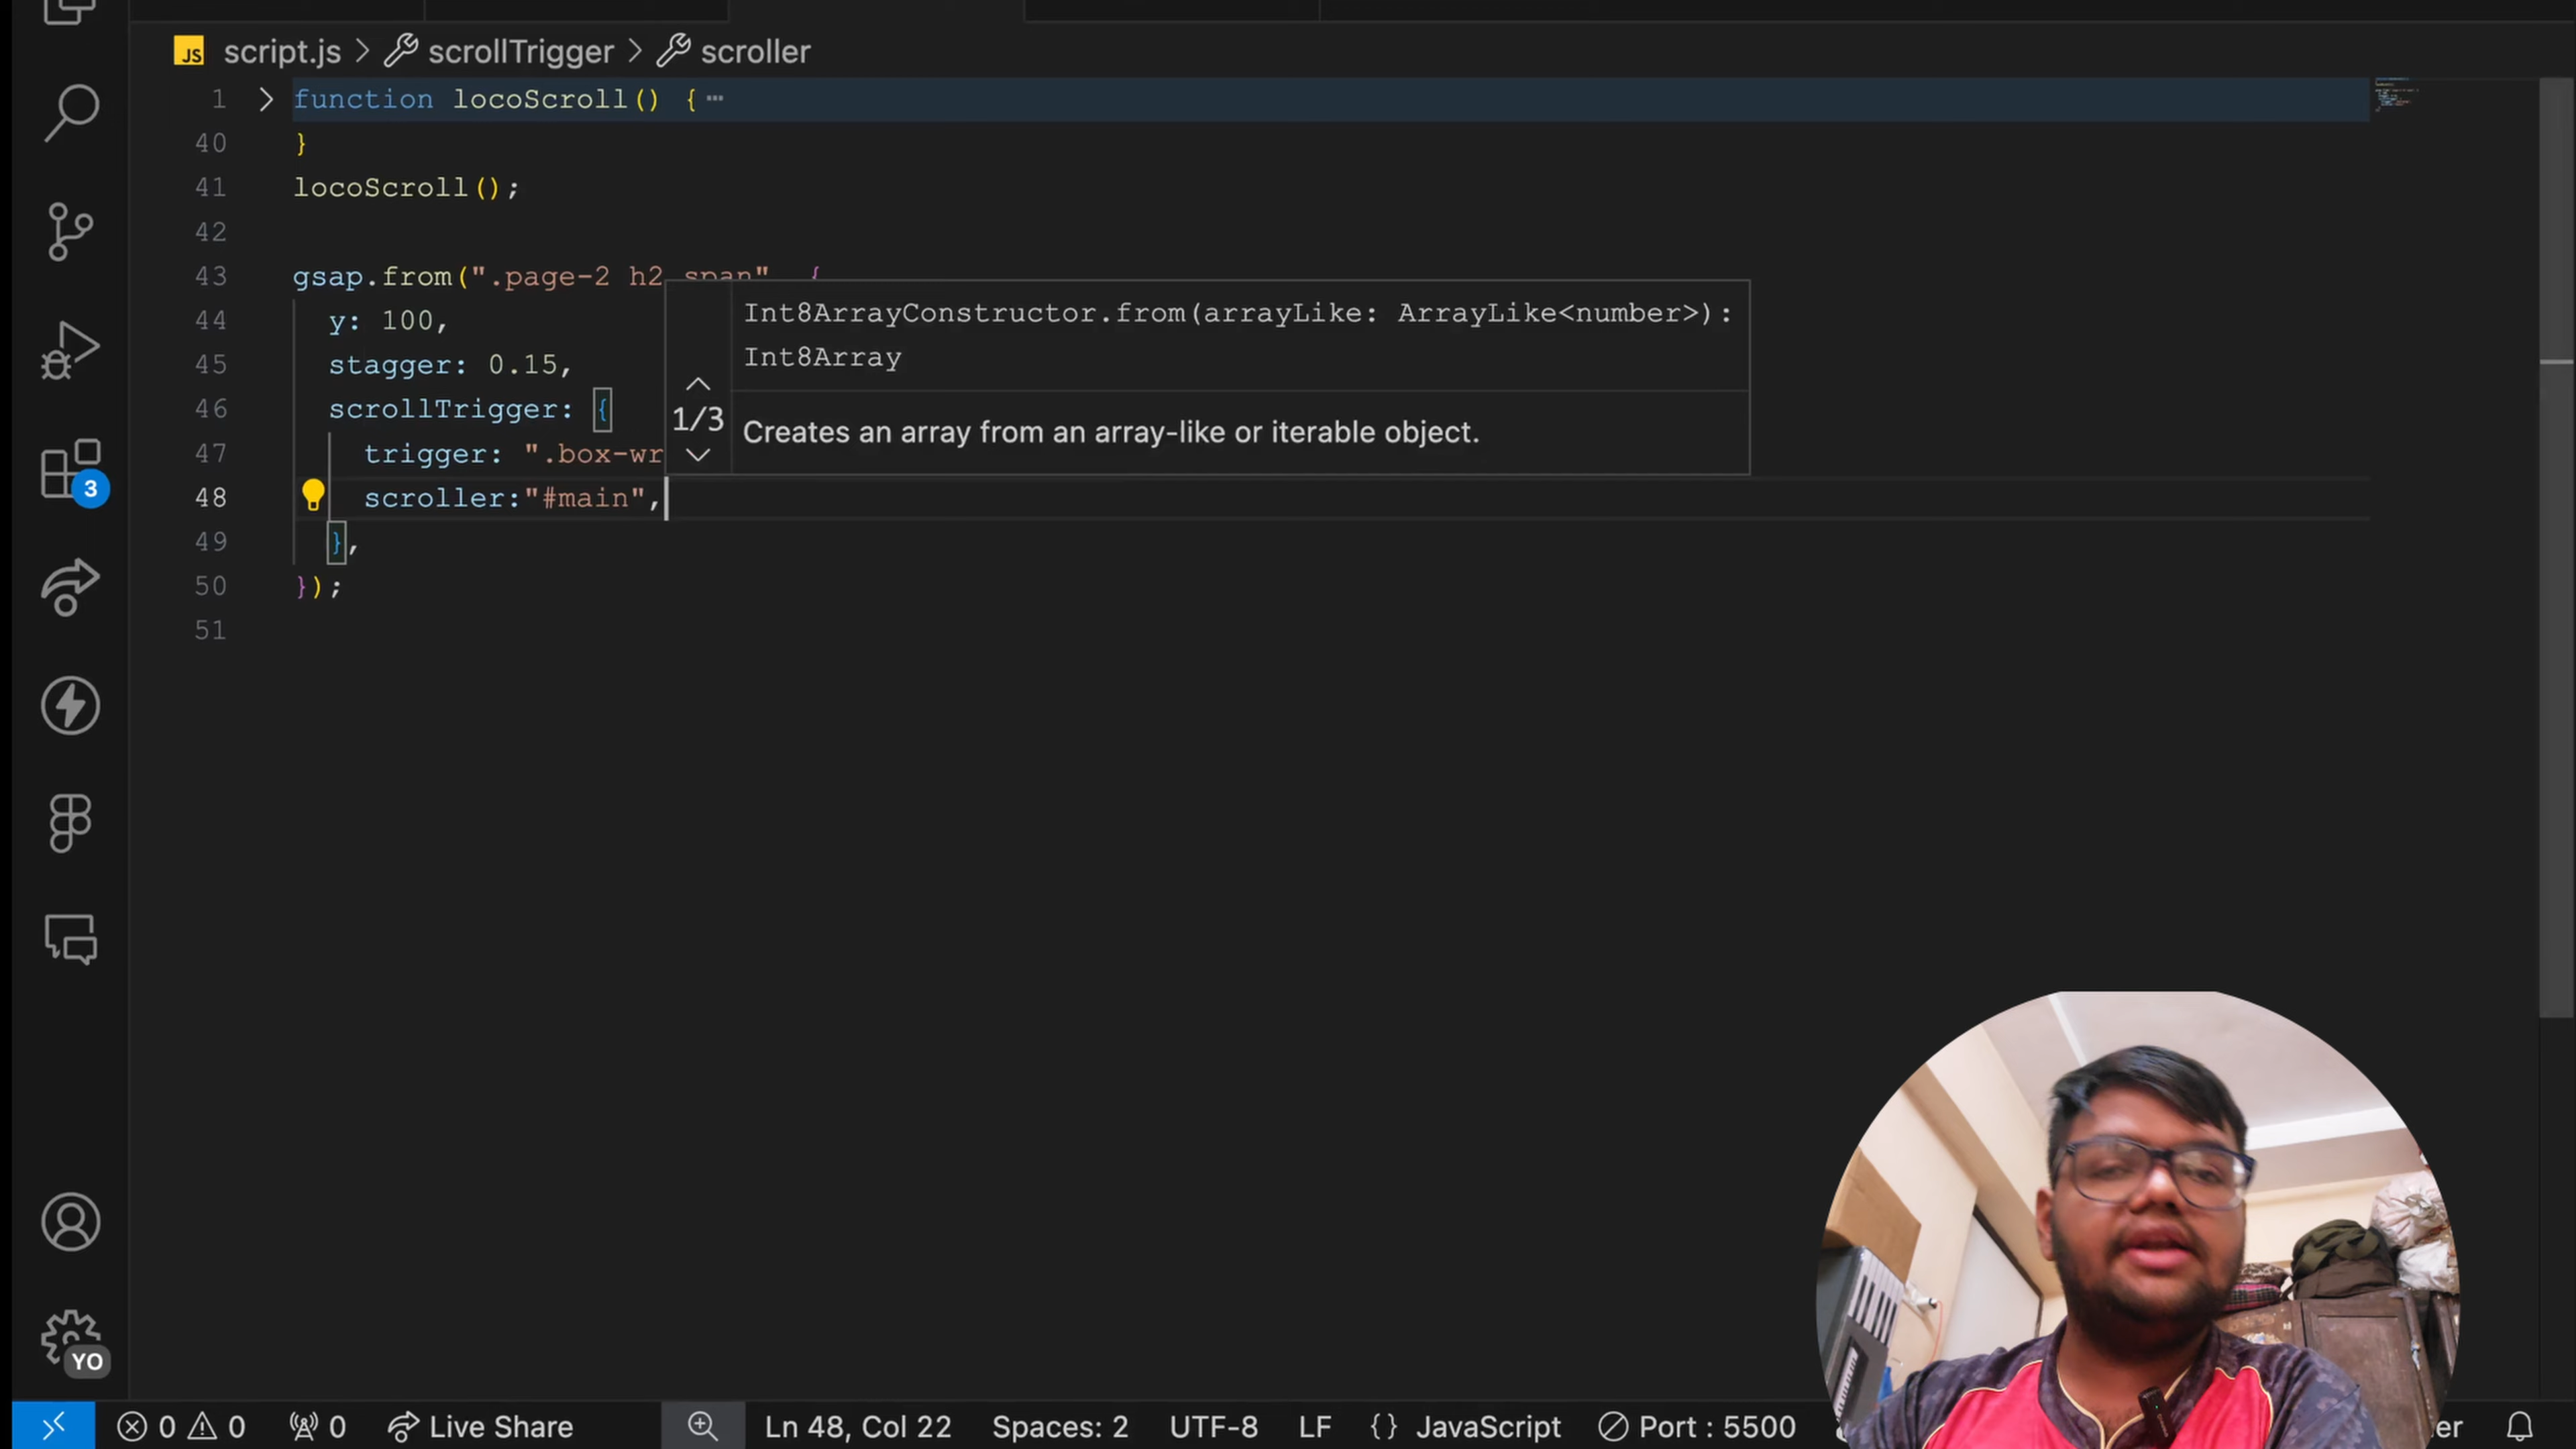 JS script.js > scrollTrigger > scroller
1 > function locoScroll() { ⋯
40 }
41 locoScroll();
42
43 gsap.from(".page-2 h2 span", {
44 y: 100,
45 stagger: 0.15,
46 scrollTrigger: {
47 trigger: ".box-wr
48 scroller:"#main",
49 },
50 });
51
Int8ArrayConstructor.from(arrayLike: ArrayLike<number>):
Int8Array
1/3
Creates an array from an array-like or iterable object.
3
YO
0 0 0 Live Share Ln 48, Col 22 Spaces: 2 UTF-8 LF {} JavaScript Port : 5500 er